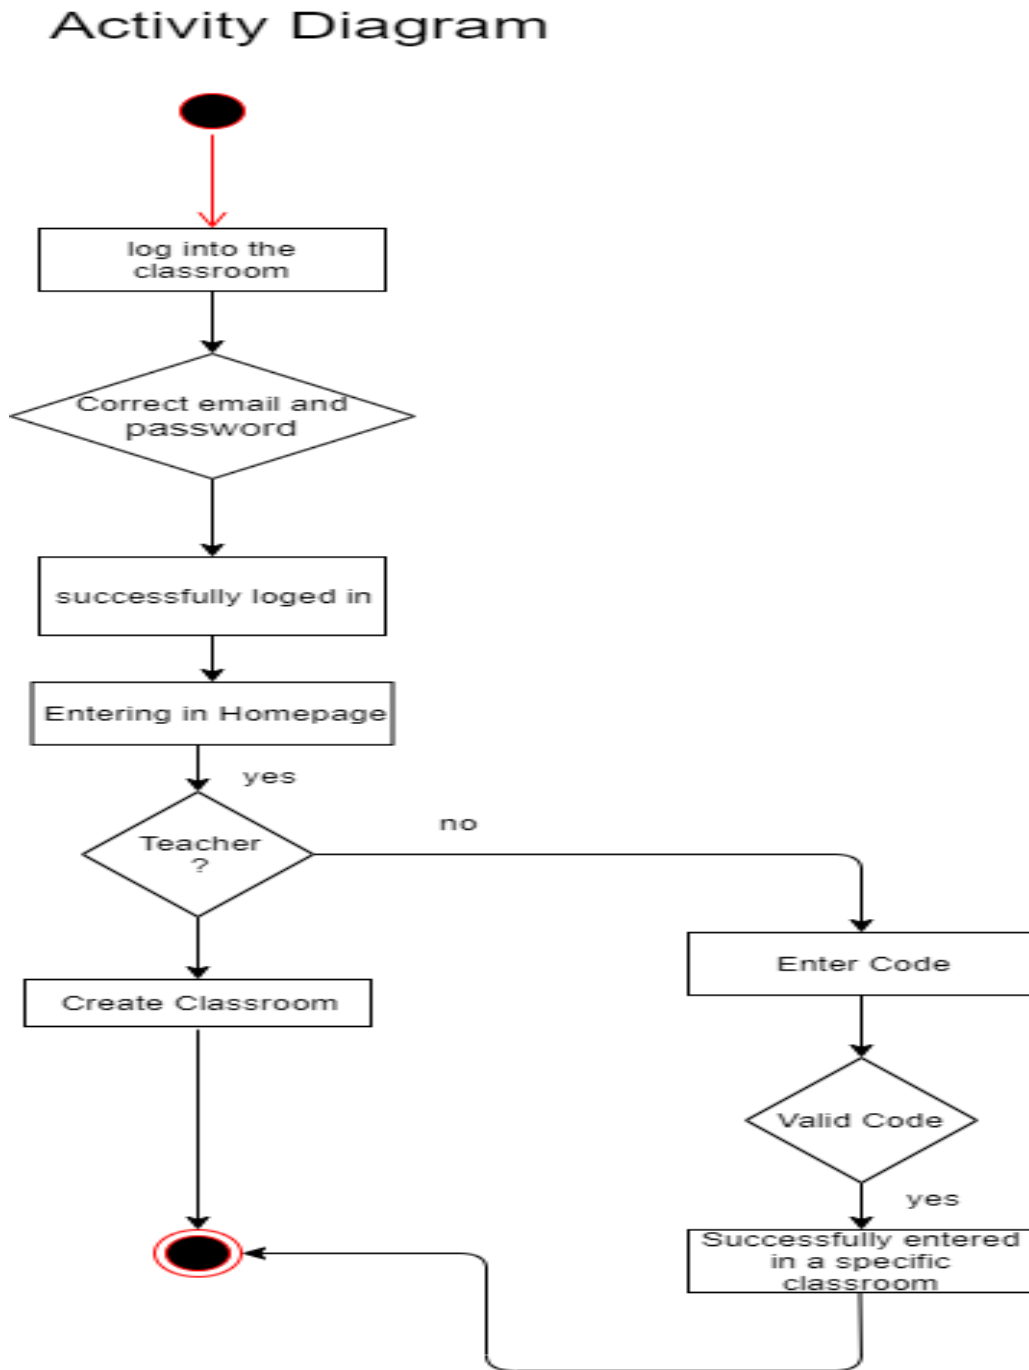 Activity Diagram
log into the
classroom
Correct email and
password
successfully loged in
Entering in Homepage
yes
Teacher
?
no
Create Classroom
Enter Code
Valid Code
yes
Successfully entered
in a specific
classroom